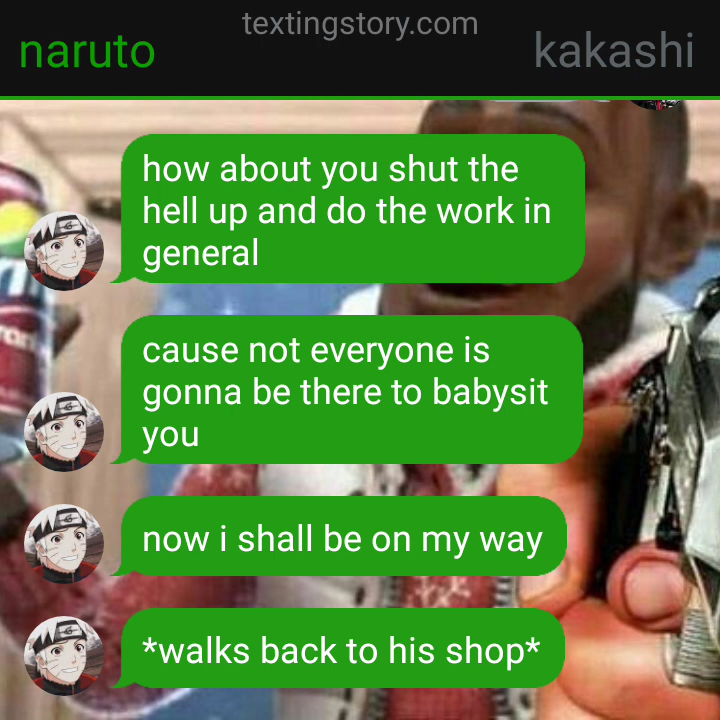 textingstory.com
naruto
kakashi
how about you shut the
hell up and do the work in
general
cause not everyone is
gonna be there to babysit
you
now i shall be on my way
*walks back to his shop*